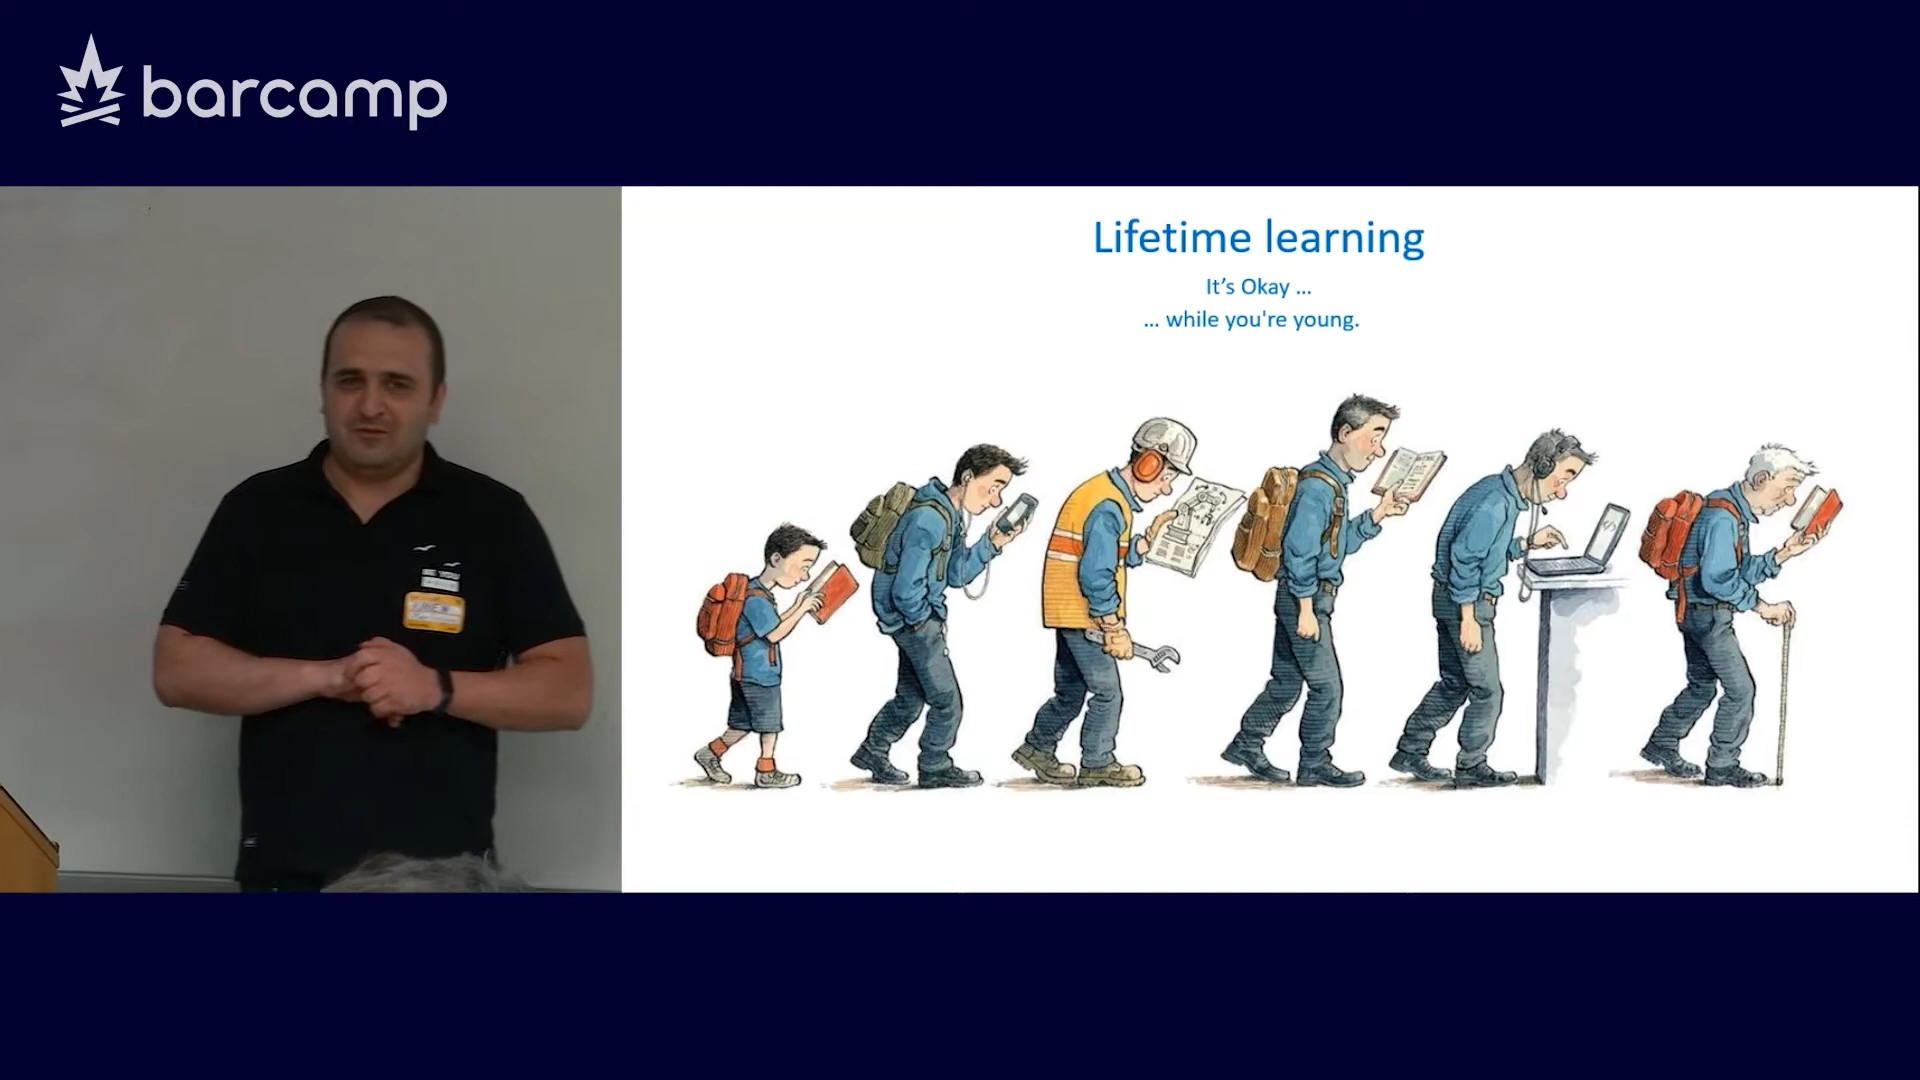 barcamp
Lifetime learning
It's Okay ...
... while you're young.